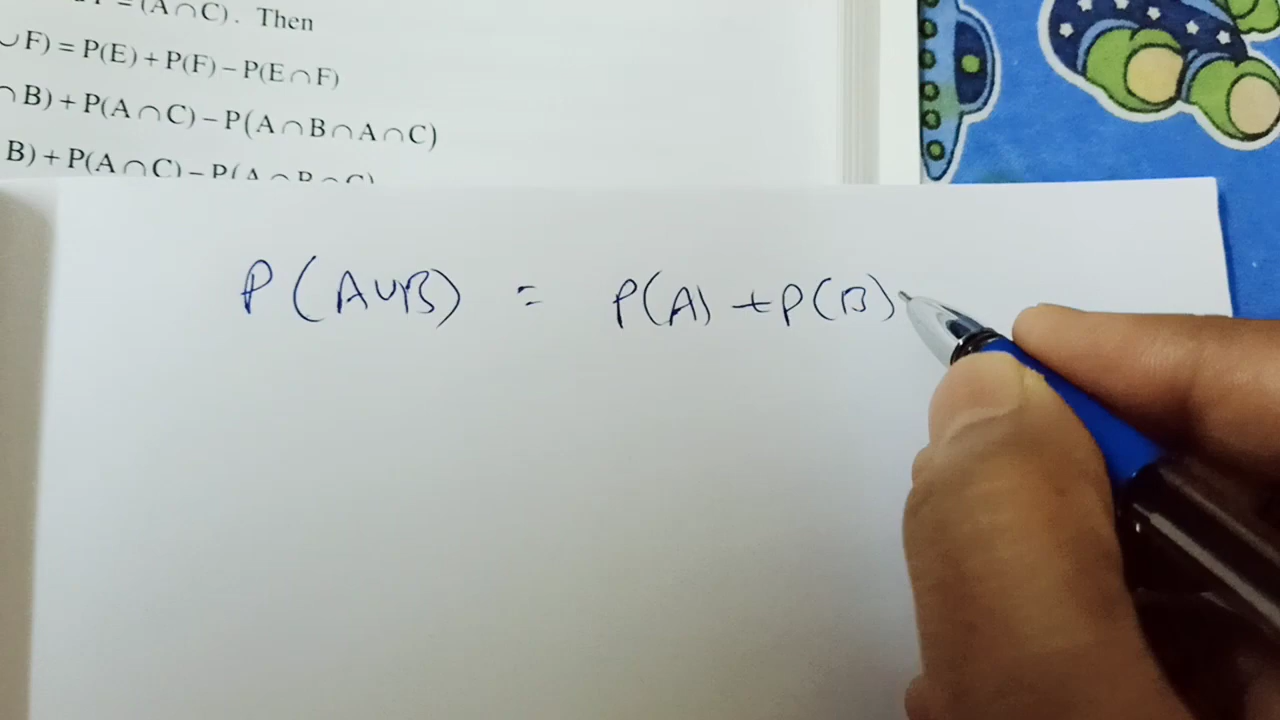 = (A∩C). Then
∪F) = P(E) + P(F) – P(E∩F)
∩B) + P(A∩C) – P(A∩B∩A∩C)
B) + P(A∩C) – P(A∩B∩C)
P(A∪B) = P(A) + P(B)